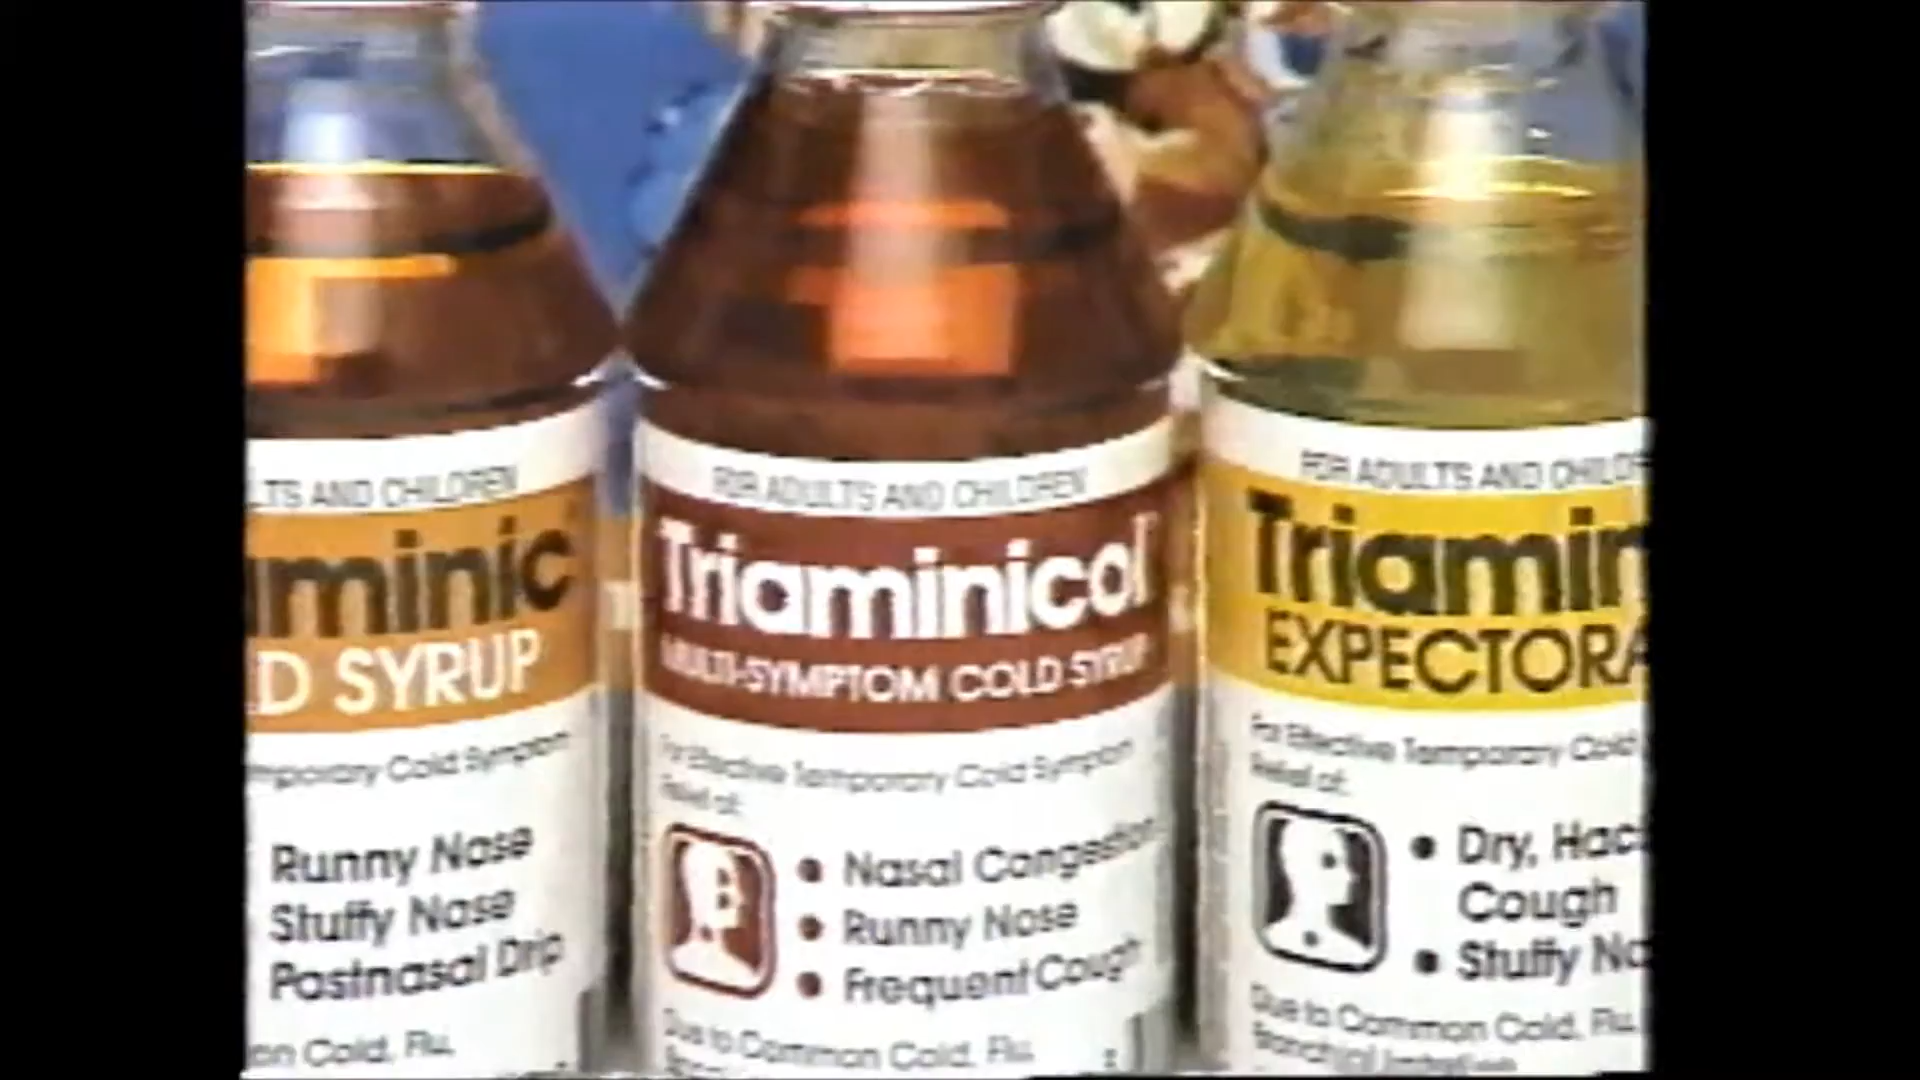 LTS AND CHILDREN
aminic
D SYRUP
mporary Cold Symptom
Runny Nose
Stuffy Nose
Postnasal Drip
on Cold, Flu,
FOR ADULTS AND CHILDREN
Triaminicol
MULTI-SYMPTOM COLD SYRUP
For Effective Temporary Cold Symptom
Relief of:
• Nasal Congestion
• Runny Nose
• Frequent Cough
Due to Common Cold, Flu,
FOR ADULTS AND CHILDR
Triamin
EXPECTORA
For Effective Temporary Cold
Relief of:
• Dry, Hac
Cough
• Stuffy No
Due to Common Cold, Flu,